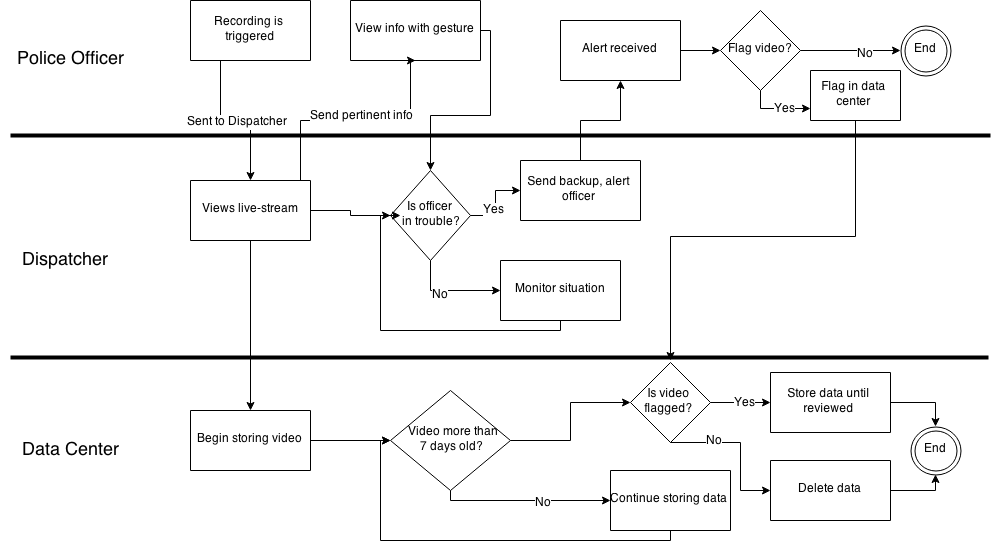 Recording is
triggered
View info with gesture
Alert received
Flag video?
No
End
Police Officer
Flag in data
center
Yes
Sent to Dispatcher
Send pertinent info
Views live-stream
Is officer
in trouble?
Yes
Send backup, alert
officer
Dispatcher
No
Monitor situation
Is video
flagged?
Yes
Store data until
reviewed
Begin storing video
Video more than
7 days old?
No
End
Data Center
No
Continue storing data
Delete data